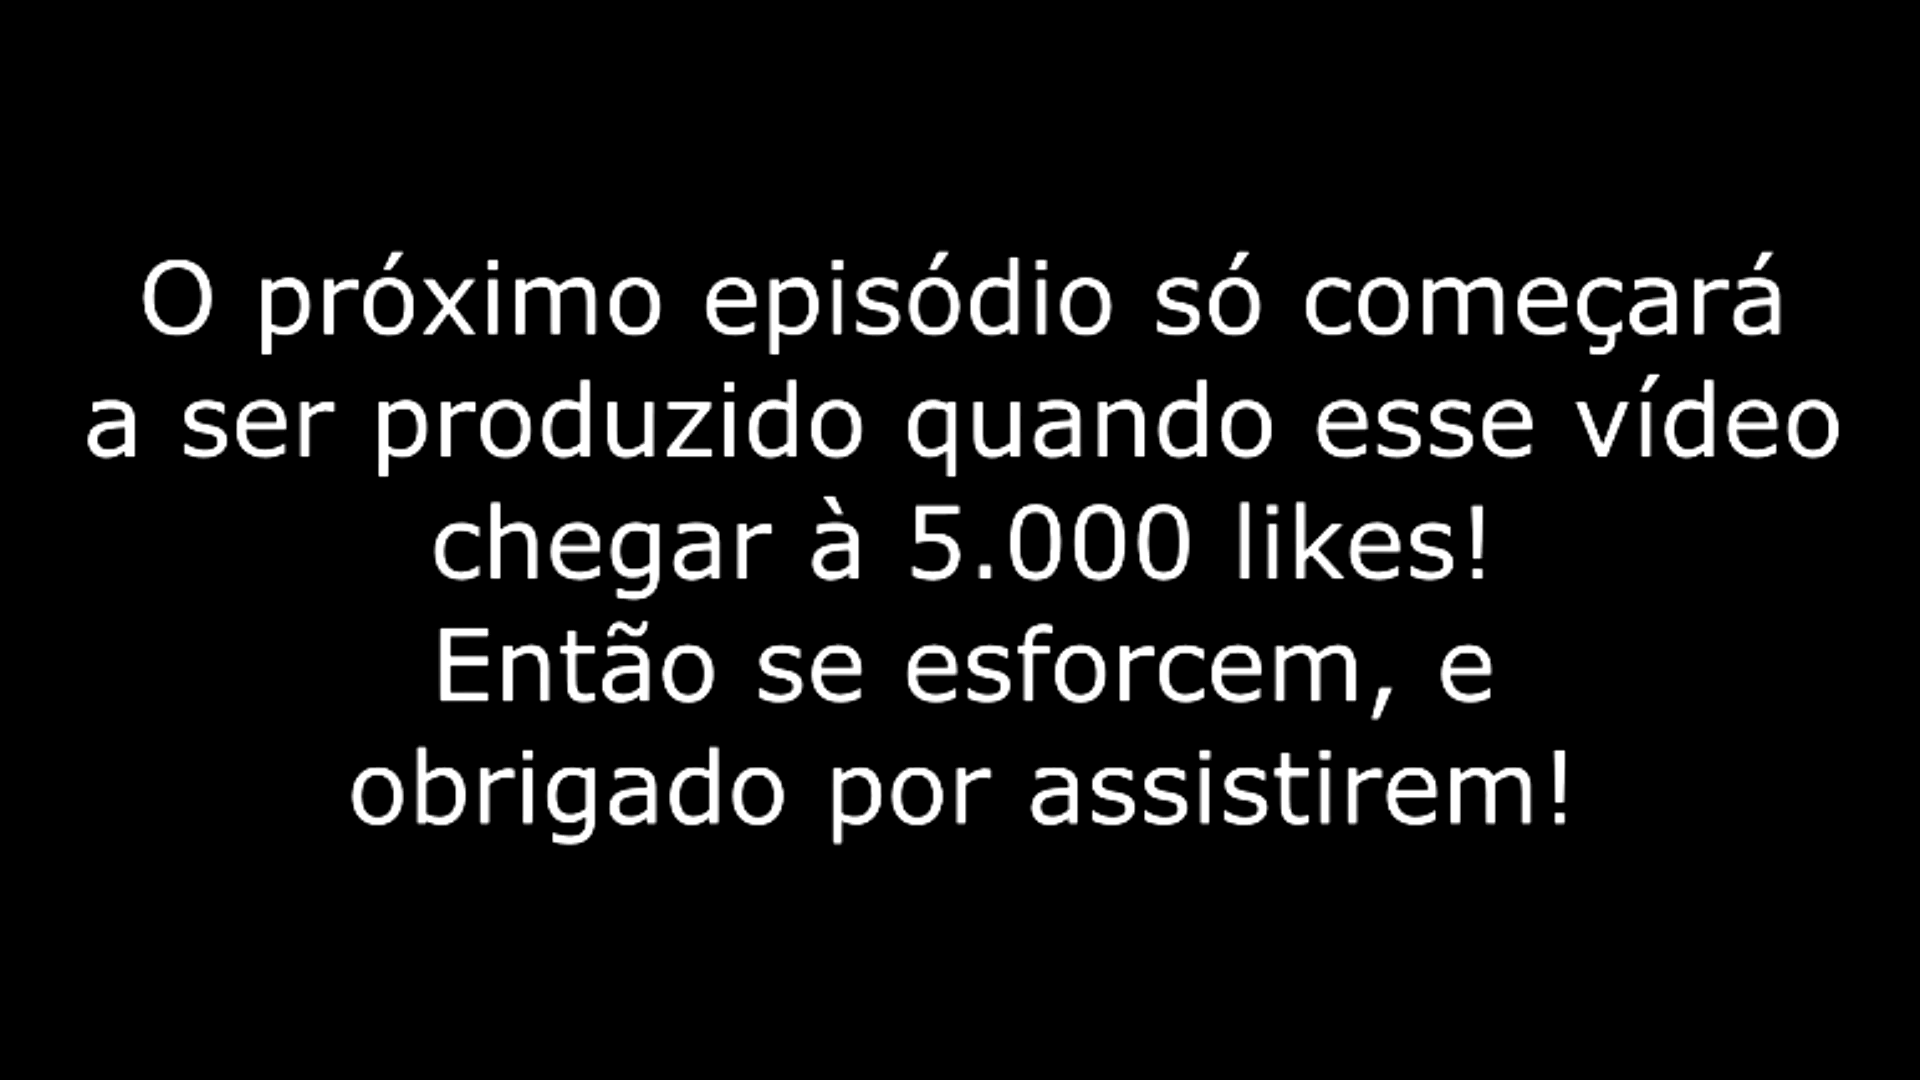 O próximo episódio só começará
a ser produzido quando esse vídeo
chegar à 5.000 likes!
Então se esforcem, e
obrigado por assistirem!